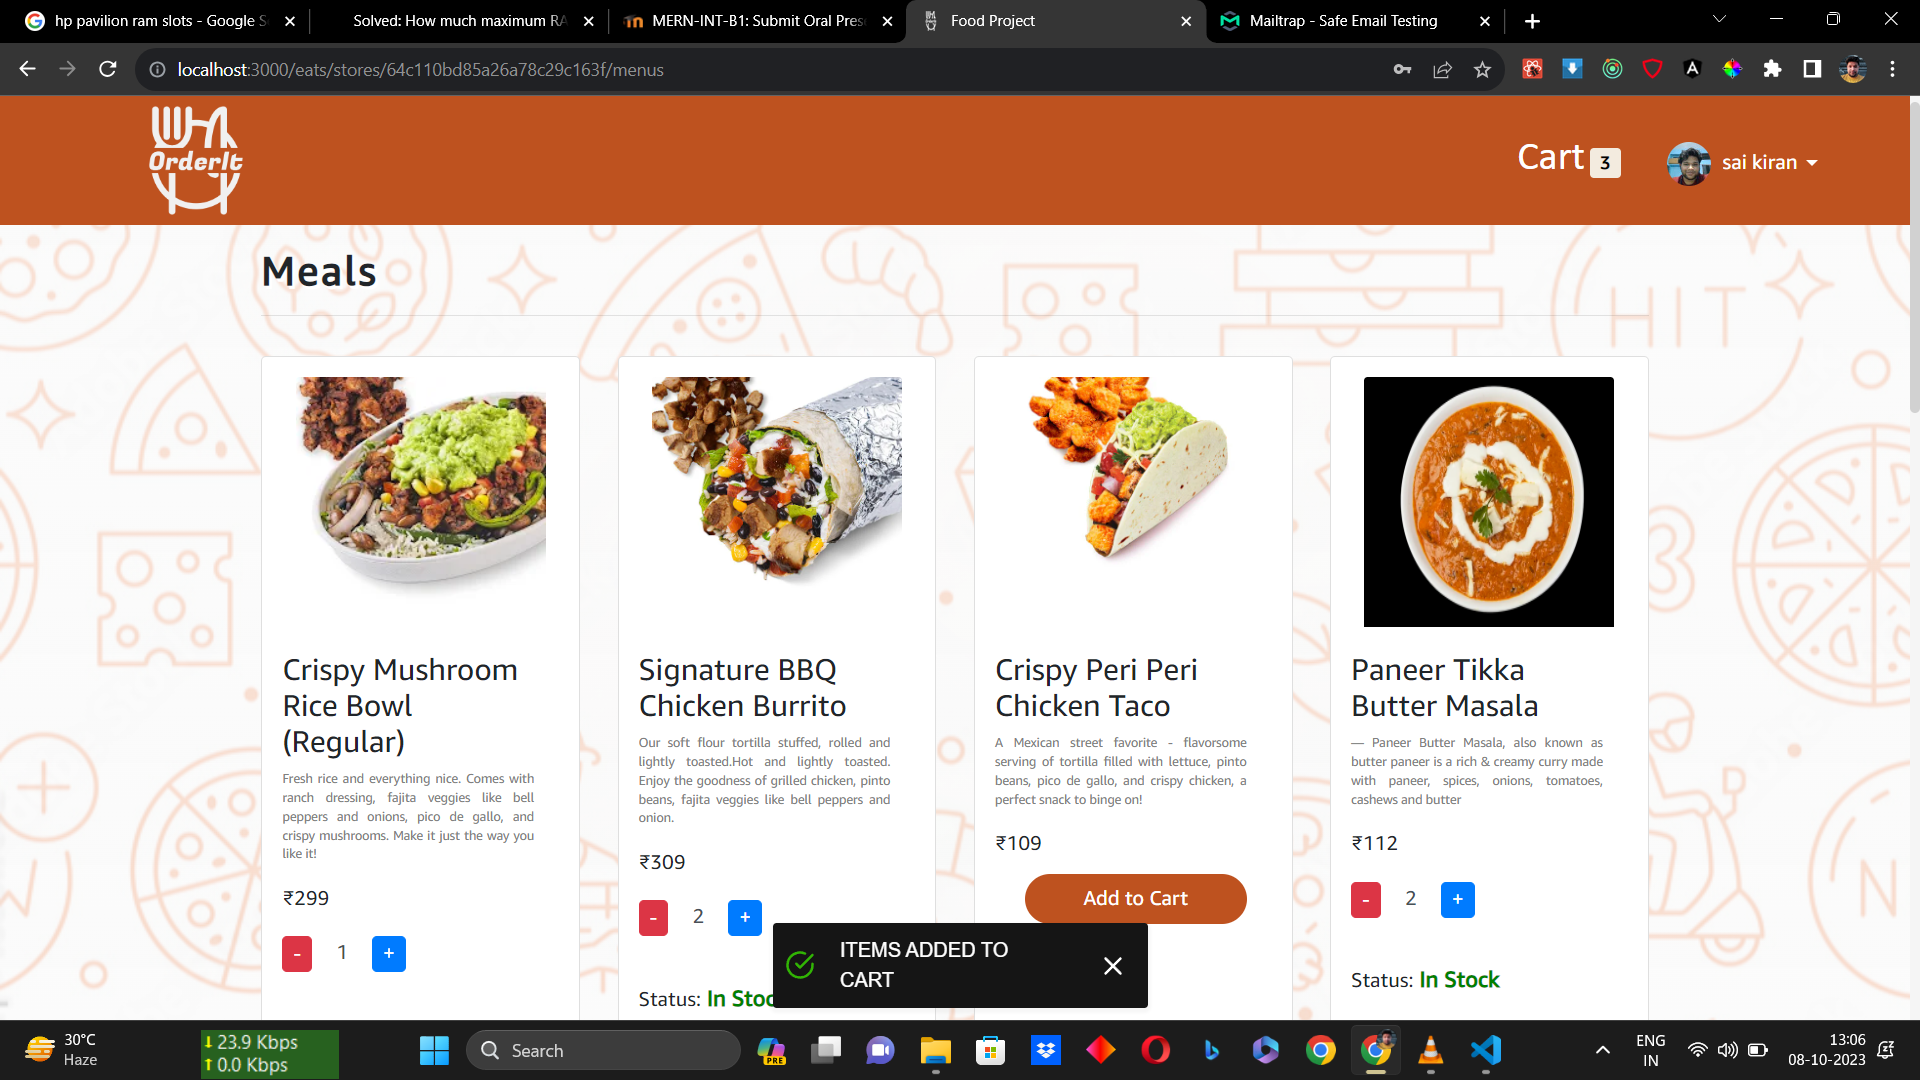 hp pavilion ram slots - Google S
Solved: How much maximum RA
MERN-INT-B1: Submit Oral Pres
Food Project
Mailtrap - Safe Email Testing
localhost:3000/eats/stores/64c110bd85a26a78c29c163f/menus
OrderIt
Cart 3
sai kiran
Meals
HIT
Crispy Mushroom
Rice Bowl
(Regular)
Fresh rice and everything nice. Comes with
ranch dressing, fajita veggies like bell
peppers and onions, pico de gallo, and
crispy mushrooms. Make it just the way you
like it!
₹299
- 1 +
Signature BBQ
Chicken Burrito
Our soft flour tortilla stuffed, rolled and
lightly toasted.Hot and lightly toasted.
Enjoy the goodness of grilled chicken, pinto
beans, fajita veggies like bell peppers and
onion.
₹309
- 2 +
Status: In Stoc
Crispy Peri Peri
Chicken Taco
A Mexican street favorite - flavorsome
serving of tortilla filled with lettuce, pinto
beans, pico de gallo, and crispy chicken, a
perfect snack to binge on!
₹109
Add to Cart
Paneer Tikka
Butter Masala
— Paneer Butter Masala, also known as
butter paneer is a rich & creamy curry made
with paneer, spices, onions, tomatoes,
cashews and butter
₹112
- 2 +
Status: In Stock
ITEMS ADDED TO
CART
30°C
Haze
23.9 Kbps
0.0 Kbps
Search
PRE
ENG
IN
13:06
08-10-2023